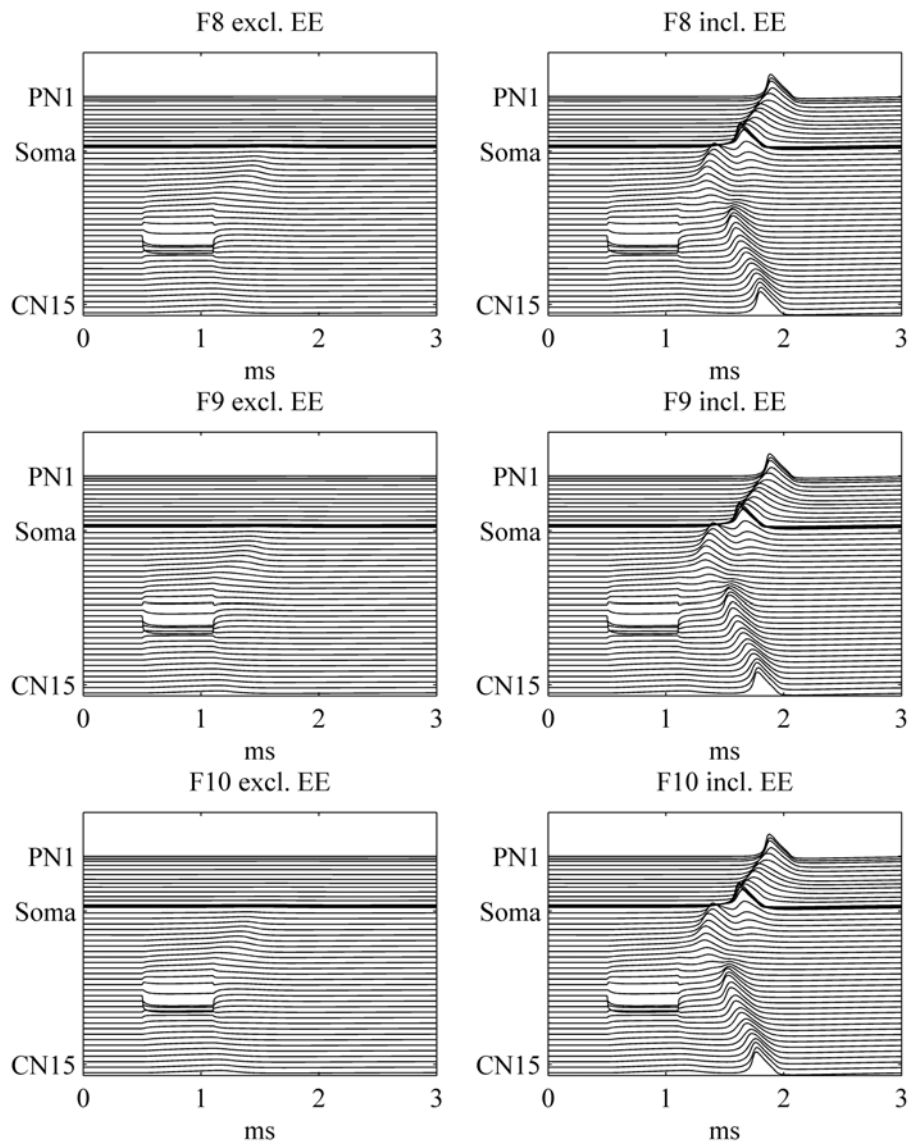 F8 excl. EE
PN1
Soma
CN15
0 1 2 3
ms
F8 incl. EE
PN1
Soma
CN15
0 1 2 3
ms
F9 excl. EE
PN1
Soma
CN15
0 1 2 3
ms
F9 incl. EE
PN1
Soma
CN15
0 1 2 3
ms
F10 excl. EE
PN1
Soma
CN15
0 1 2 3
ms
F10 incl. EE
PN1
Soma
CN15
0 1 2 3
ms